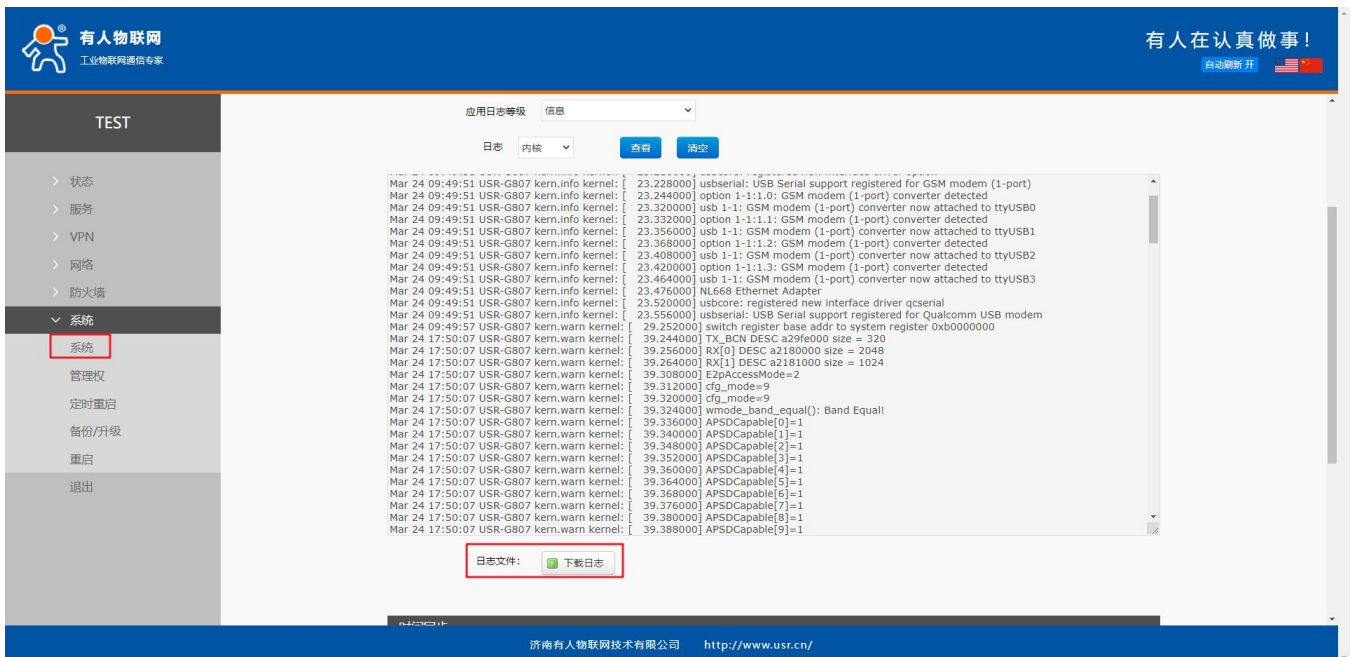 有人物联网
工业物联网通信专家
有人在认真做事!
自动刷新 开
TEST
状态
服务
VPN
网络
防火墙
系统
系统
管理权
定时重启
备份/升级
重启
退出
应用日志等级 信息
日志 内核 查看 清空
Mar 24 09:49:51 USR-G807 kern.info kernel: [ 23.228000] usbserial: USB Serial support registered for GSM modem (1-port)
Mar 24 09:49:51 USR-G807 kern.info kernel: [ 23.244000] option 1-1:1.0: GSM modem (1-port) converter detected
Mar 24 09:49:51 USR-G807 kern.info kernel: [ 23.320000] usb 1-1: GSM modem (1-port) converter now attached to ttyUSB0
Mar 24 09:49:51 USR-G807 kern.info kernel: [ 23.332000] option 1-1:1.1: GSM modem (1-port) converter detected
Mar 24 09:49:51 USR-G807 kern.info kernel: [ 23.356000] usb 1-1: GSM modem (1-port) converter now attached to ttyUSB1
Mar 24 09:49:51 USR-G807 kern.info kernel: [ 23.368000] option 1-1:1.2: GSM modem (1-port) converter detected
Mar 24 09:49:51 USR-G807 kern.info kernel: [ 23.408000] usb 1-1: GSM modem (1-port) converter now attached to ttyUSB2
Mar 24 09:49:51 USR-G807 kern.info kernel: [ 23.420000] option 1-1:1.3: GSM modem (1-port) converter detected
Mar 24 09:49:51 USR-G807 kern.info kernel: [ 23.464000] usb 1-1: GSM modem (1-port) converter now attached to ttyUSB3
Mar 24 09:49:51 USR-G807 kern.info kernel: [ 23.476000] NL668 Ethernet Adapter
Mar 24 09:49:51 USR-G807 kern.info kernel: [ 23.520000] usbcore: registered new interface driver qcserial
Mar 24 09:49:51 USR-G807 kern.info kernel: [ 23.556000] usbserial: USB Serial support registered for Qualcomm USB modem
Mar 24 09:49:57 USR-G807 kern.warn kernel: [ 29.252000] switch register base addr to system register 0xb0000000
Mar 24 17:50:07 USR-G807 kern.warn kernel: [ 39.244000] TX_BCN DESC a29fe000 size = 320
Mar 24 17:50:07 USR-G807 kern.warn kernel: [ 39.256000] RX[0] DESC a2180000 size = 2048
Mar 24 17:50:07 USR-G807 kern.warn kernel: [ 39.264000] RX[1] DESC a2181000 size = 1024
Mar 24 17:50:07 USR-G807 kern.warn kernel: [ 39.308000] E2pAccessMode=2
Mar 24 17:50:07 USR-G807 kern.warn kernel: [ 39.312000] cfg_mode=9
Mar 24 17:50:07 USR-G807 kern.warn kernel: [ 39.320000] cfg_mode=9
Mar 24 17:50:07 USR-G807 kern.warn kernel: [ 39.324000] wmode_band_equal(): Band Equal!
Mar 24 17:50:07 USR-G807 kern.warn kernel: [ 39.336000] APSDCapable[0]=1
Mar 24 17:50:07 USR-G807 kern.warn kernel: [ 39.340000] APSDCapable[1]=1
Mar 24 17:50:07 USR-G807 kern.warn kernel: [ 39.348000] APSDCapable[2]=1
Mar 24 17:50:07 USR-G807 kern.warn kernel: [ 39.352000] APSDCapable[3]=1
Mar 24 17:50:07 USR-G807 kern.warn kernel: [ 39.360000] APSDCapable[4]=1
Mar 24 17:50:07 USR-G807 kern.warn kernel: [ 39.364000] APSDCapable[5]=1
Mar 24 17:50:07 USR-G807 kern.warn kernel: [ 39.368000] APSDCapable[6]=1
Mar 24 17:50:07 USR-G807 kern.warn kernel: [ 39.376000] APSDCapable[7]=1
Mar 24 17:50:07 USR-G807 kern.warn kernel: [ 39.380000] APSDCapable[8]=1
Mar 24 17:50:07 USR-G807 kern.warn kernel: [ 39.388000] APSDCapable[9]=1
日志文件: 下载日志
济南有人物联网技术有限公司 http://www.usr.cn/